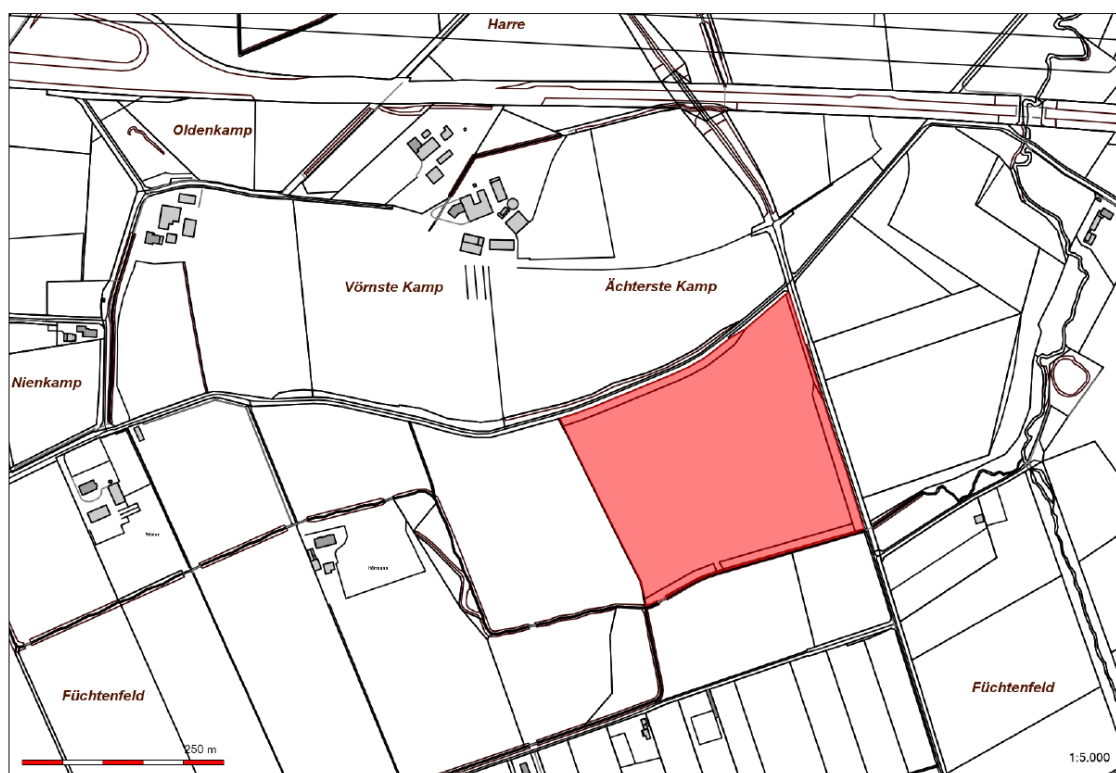 Harre
Oldenkamp
Vörnste Kamp
Ächterste Kamp
Nienkamp
Füchtenfeld
Füchtenfeld
250 m
1:5.000